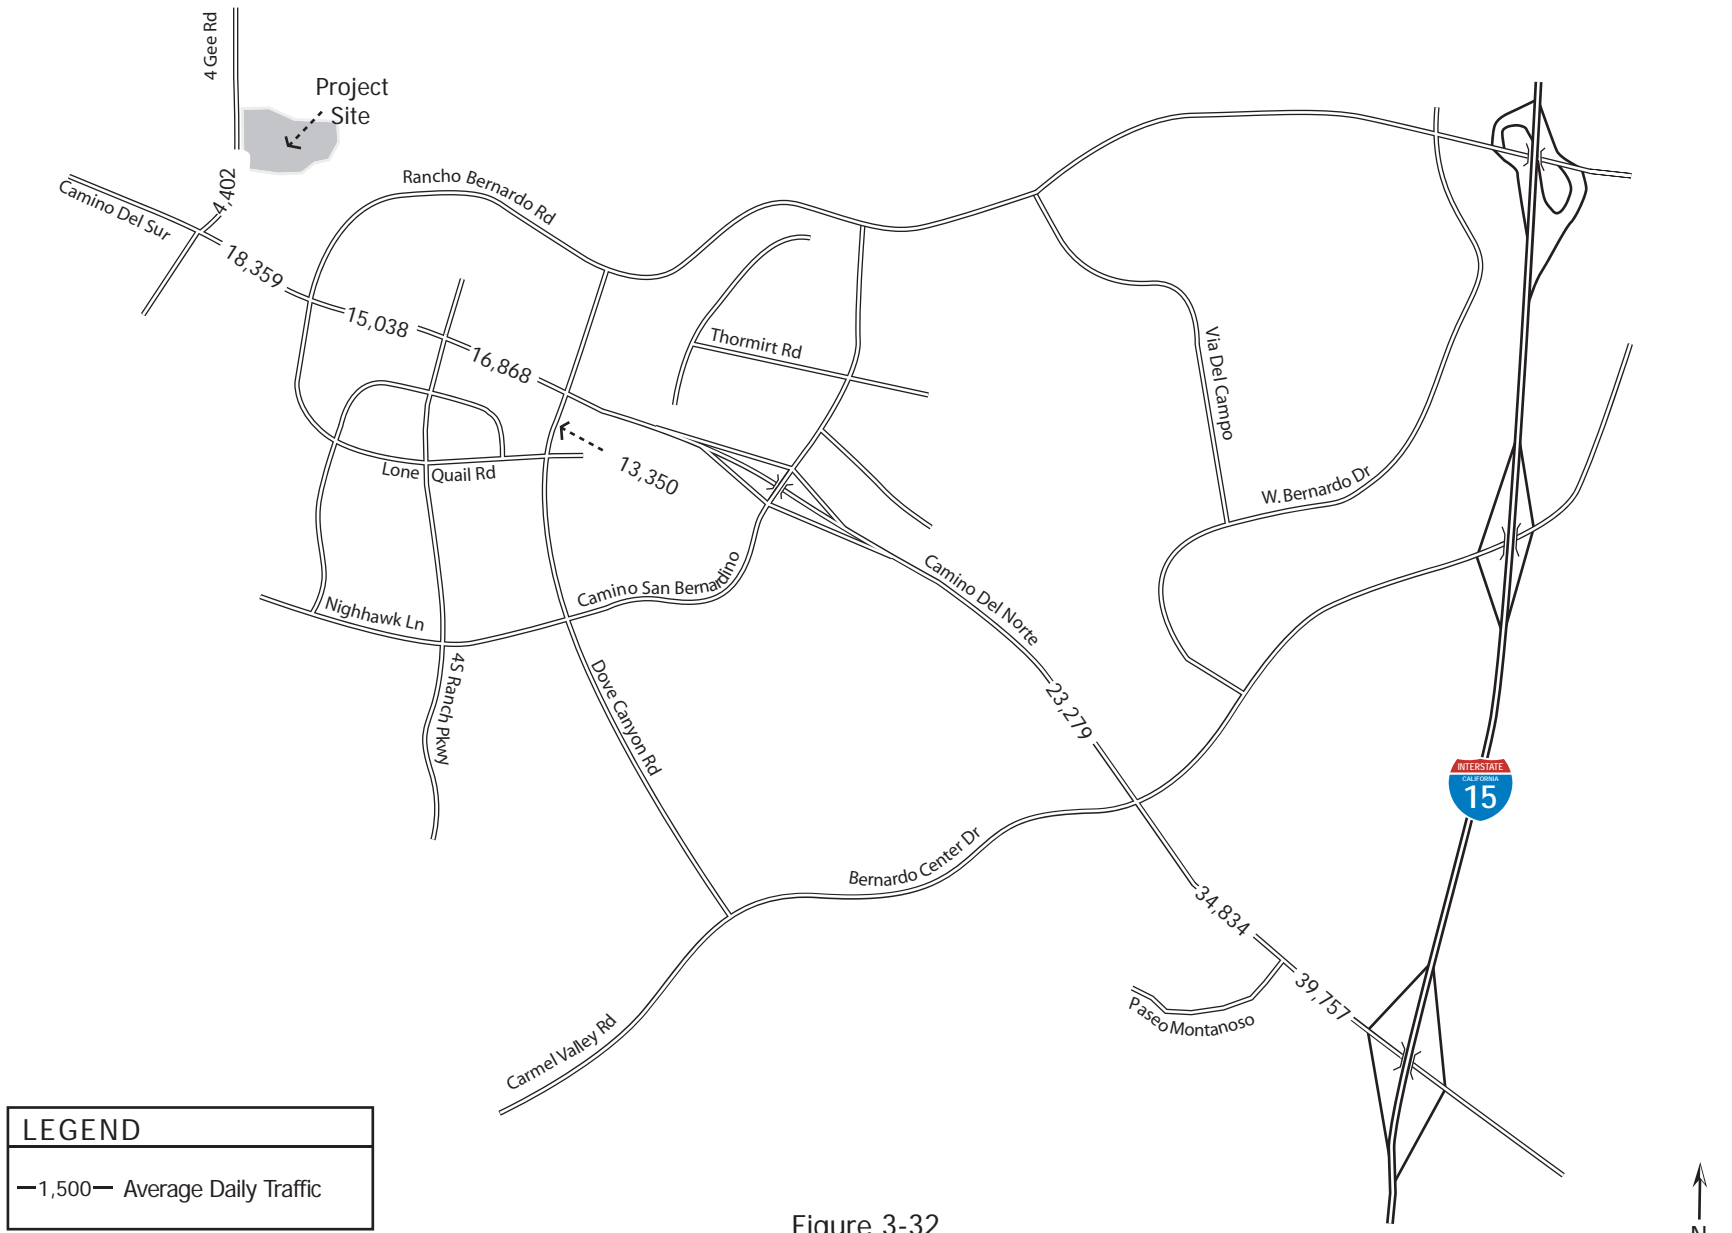 4 Gee Rd
Project
Site
Camino Del Sur
4,402
Rancho Bernardo Rd
18,359
15,038
16,868
Thormirt Rd
Via Del Campo
Lone Quail Rd
13,350
W. Bernardo Dr
Camino San Bernardino
Camino Del Norte
Nighhawk Ln
4S Ranch Pkwy
Dove Canyon Rd
23,279
INTERSTATE
CALIFORNIA
15
Bernardo Center Dr
34,834
39,757
Paseo Montanoso
Carmel Valley Rd
LEGEND
1,500 Average Daily Traffic
Figure 3-32
N